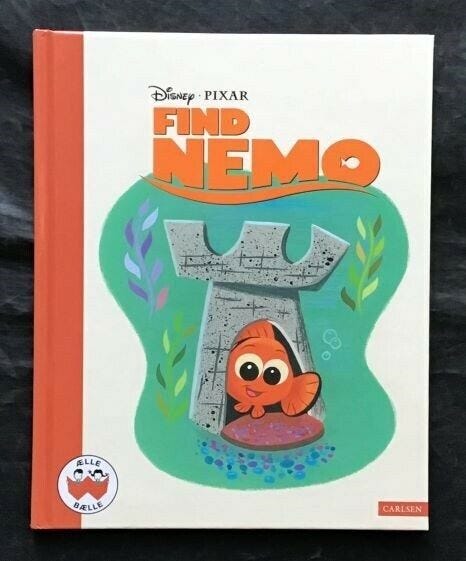 Disney · PIXAR
FIND
NEMO
ÆLLE
BÆLLE
CARLSEN